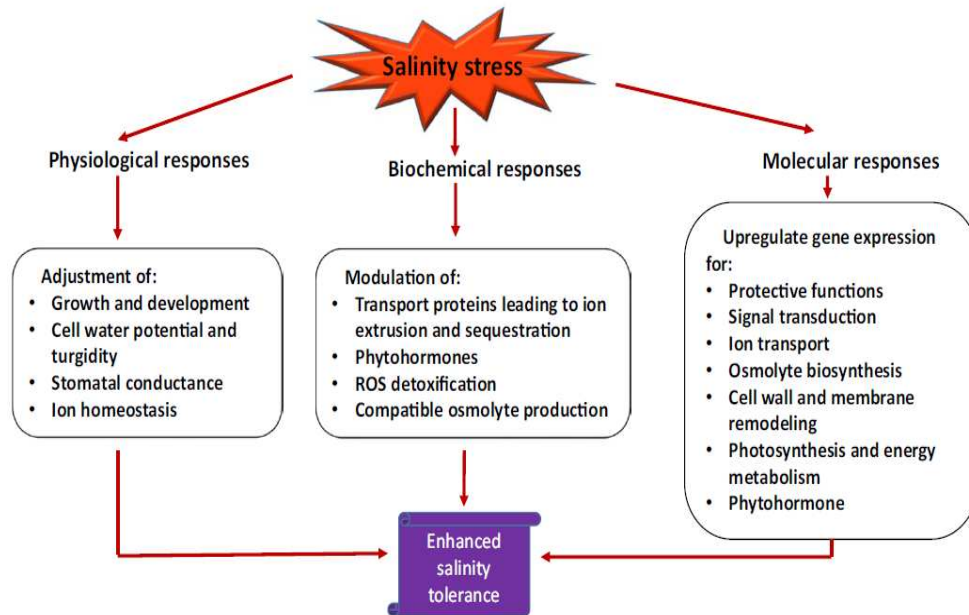 Salinity stress
Physiological responses
Biochemical responses
Molecular responses
Adjustment of:
• Growth and development
• Cell water potential and
turgidity
• Stomatal conductance
• Ion homeostasis
Modulation of:
• Transport proteins leading to ion
extrusion and sequestration
• Phytohormones
• ROS detoxification
• Compatible osmolyte production
Upregulate gene expression
for:
• Protective functions
• Signal transduction
• Ion transport
• Osmolyte biosynthesis
• Cell wall and membrane
remodeling
• Photosynthesis and energy
metabolism
• Phytohormone
Enhanced
salinity
tolerance